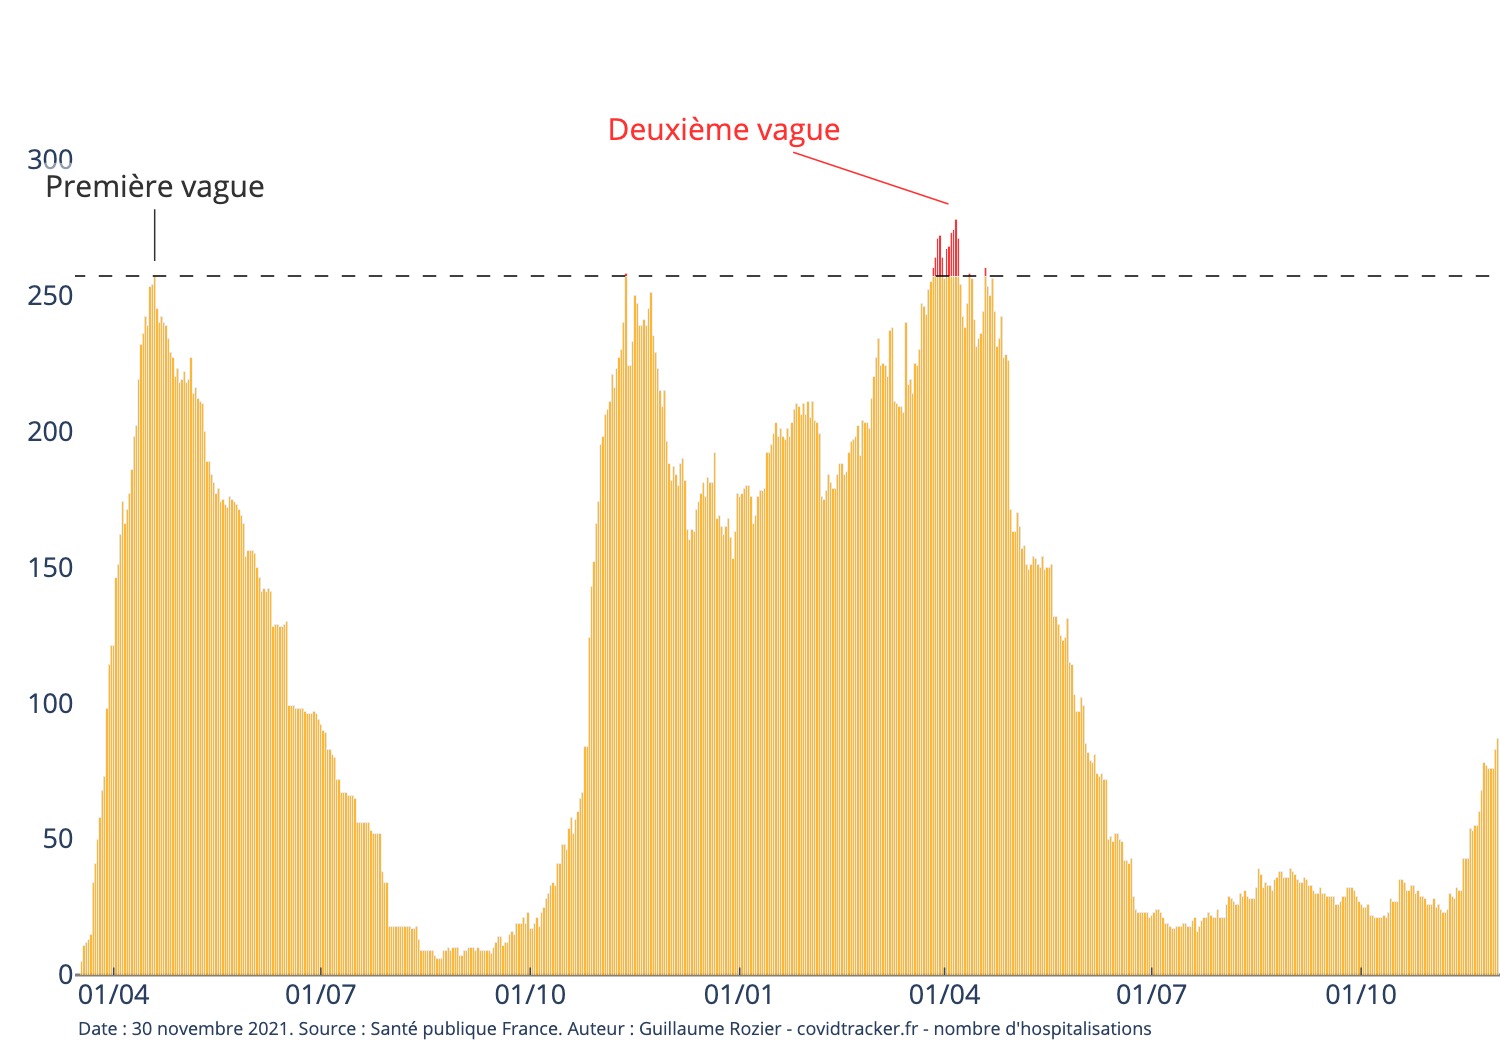 Deuxième vague
300
Première vague
250
200
150
100
50
0
01/04 01/07 01/10 01/01 01/04 01/07 01/10
Date : 30 novembre 2021. Source : Santé publique France. Auteur : Guillaume Rozier - covidtracker.fr - nombre d'hospitalisations